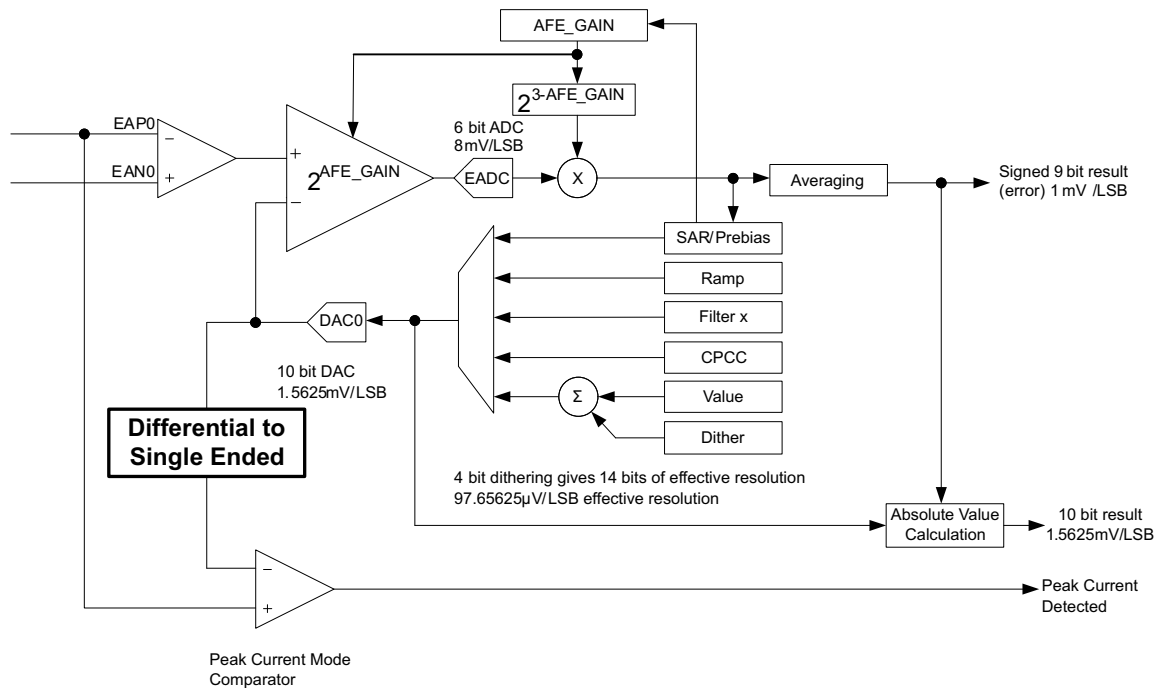 AFE_GAIN
2^3-AFE_GAIN
EAP0
−
EAN0
+
6 bit ADC
8mV/LSB
+
2^AFE_GAIN
−
EADC
X
Averaging
Signed 9 bit result
(error) 1 mV /LSB
SAR/Prebias
Ramp
Filter x
CPCC
Value
Dither
Σ
DAC0
10 bit DAC
1.5625mV/LSB
Differential to
Single Ended
4 bit dithering gives 14 bits of effective resolution
97.65625µV/LSB effective resolution
Absolute Value
Calculation
10 bit result
1.5625mV/LSB
−
+
Peak Current
Detected
Peak Current Mode
Comparator